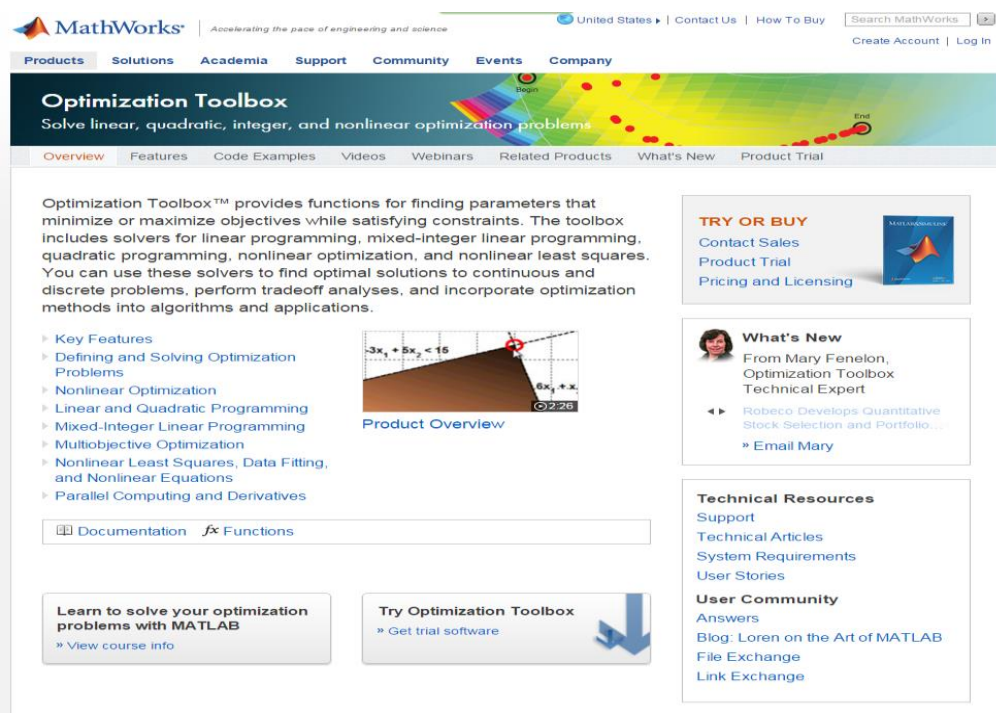 MathWorks®
Accelerating the pace of engineering and science
United States | Contact Us | How To Buy
Search MathWorks
Create Account | Log In
Products Solutions Academia Support Community Events Company
Optimization Toolbox
Solve linear, quadratic, integer, and nonlinear optimization problems
Begin
End
Overview Features Code Examples Videos Webinars Related Products What's New Product Trial
Optimization Toolbox™ provides functions for finding parameters that
minimize or maximize objectives while satisfying constraints. The toolbox
includes solvers for linear programming, mixed-integer linear programming,
quadratic programming, nonlinear optimization, and nonlinear least squares.
You can use these solvers to find optimal solutions to continuous and
discrete problems, perform tradeoff analyses, and incorporate optimization
methods into algorithms and applications.
Key Features
Defining and Solving Optimization
Problems
Nonlinear Optimization
Linear and Quadratic Programming
Mixed-Integer Linear Programming
Multiobjective Optimization
Nonlinear Least Squares, Data Fitting,
and Nonlinear Equations
Parallel Computing and Derivatives
-3x₁ + 5x₂ < 15
6x₁ + x
2:26
Product Overview
Documentation fx Functions
Learn to solve your optimization
problems with MATLAB
» View course info
Try Optimization Toolbox
» Get trial software
TRY OR BUY
Contact Sales
Product Trial
Pricing and Licensing
What's New
From Mary Fenelon,
Optimization Toolbox
Technical Expert
Robeco Develops Quantitative
Stock Selection and Portfolio...
» Email Mary
Technical Resources
Support
Technical Articles
System Requirements
User Stories
User Community
Answers
Blog: Loren on the Art of MATLAB
File Exchange
Link Exchange